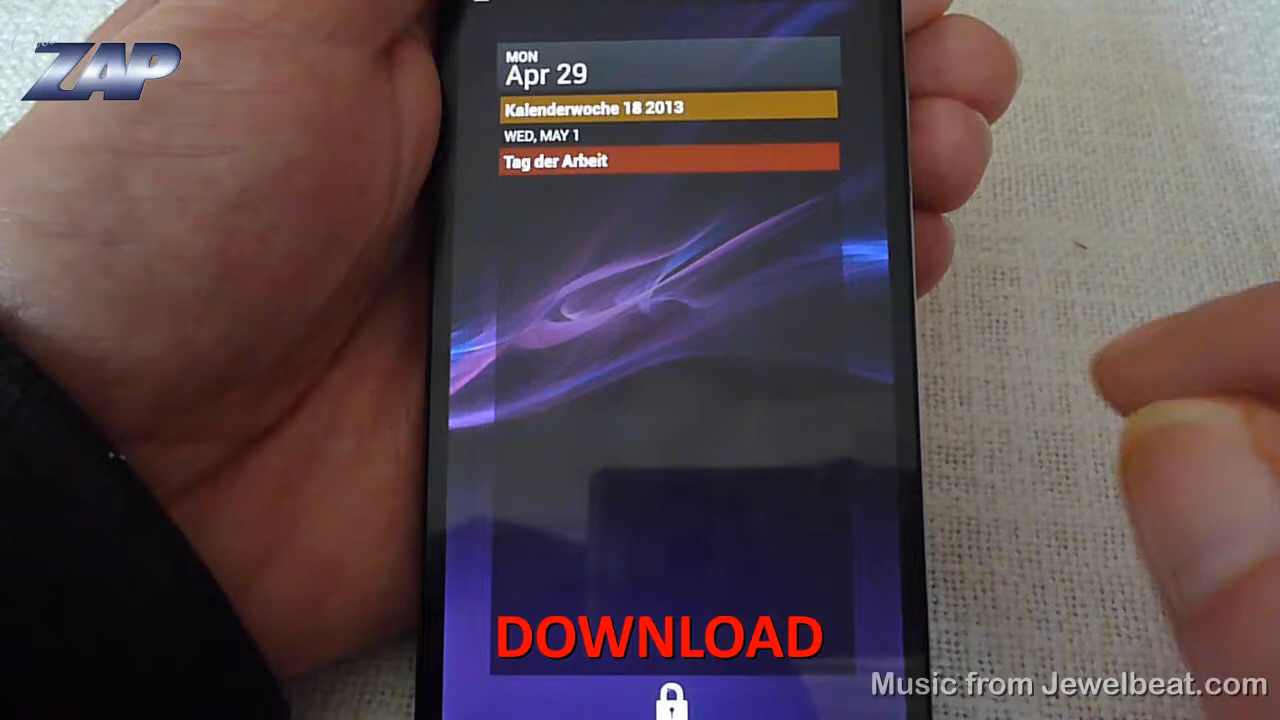 ZAP
MON
Apr 29
Kalenderwoche 18 2013
WED, MAY 1
Tag der Arbeit
DOWNLOAD
Music from Jewelbeat.com